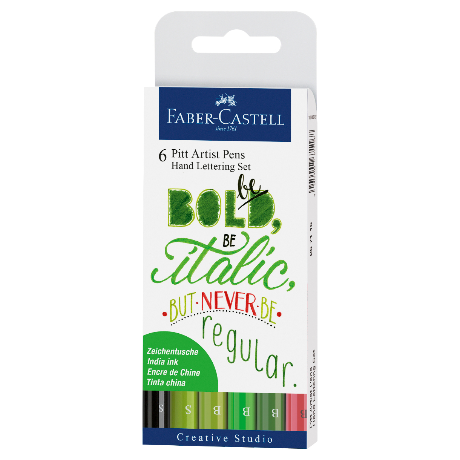 FABER-CASTELL
since 1761
6 Pitt Artist Pens
Hand Lettering Set
be
BOLD,
BE
italic,
·BUT·NEVER·BE·
regular.
Zeichentusche
India ink
Encre de Chine
Tinta china
S S B B B
Creative Studio